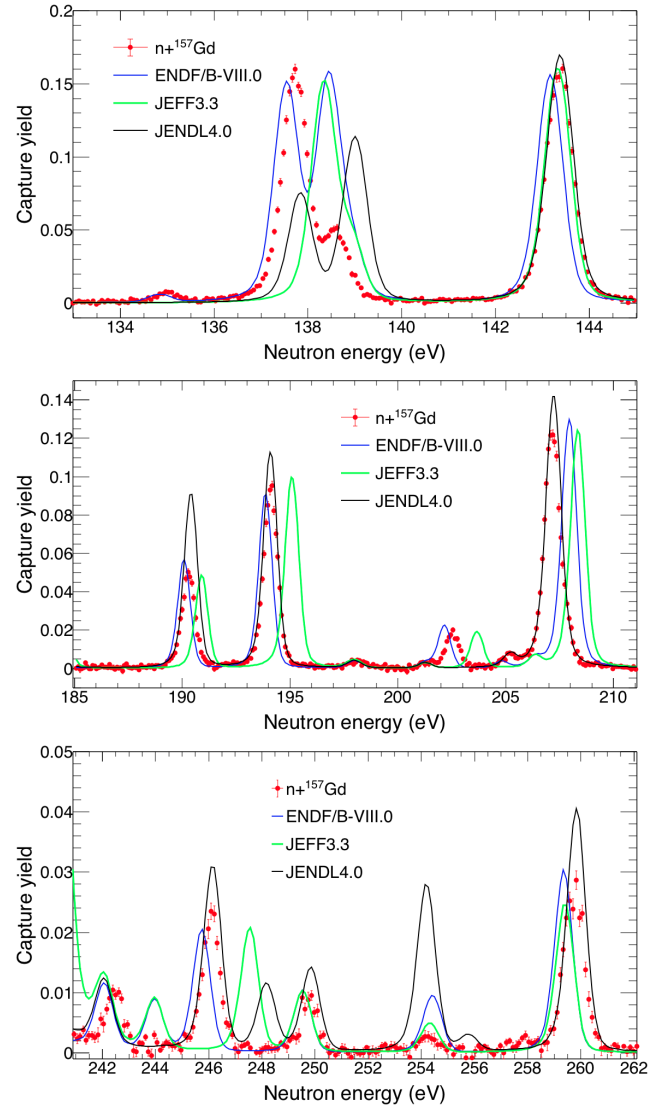 0.2
n+¹⁵⁷Gd
ENDF/B-VIII.0
JEFF3.3
JENDL4.0
0.15
0.1
0.05
0
Capture yield
134 136 138 140 142 144
Neutron energy (eV)
0.14
n+¹⁵⁷Gd
ENDF/B-VIII.0
JEFF3.3
JENDL4.0
0.12
0.1
0.08
0.06
0.04
0.02
0
Capture yield
185 190 195 200 205 210
Neutron energy (eV)
0.05
n+¹⁵⁷Gd
ENDF/B-VIII.0
JEFF3.3
JENDL4.0
0.04
0.03
0.02
0.01
0
Capture yield
242 244 246 248 250 252 254 256 258 260 262
Neutron energy (eV)